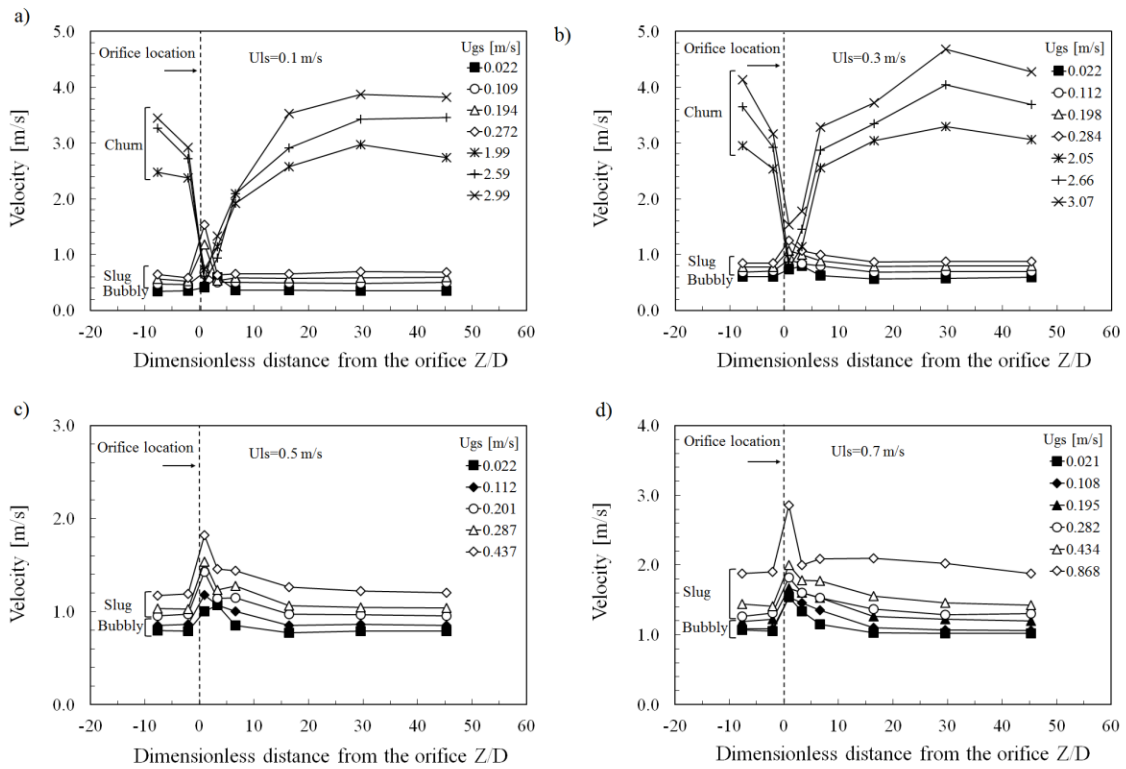 a)
Orifice location
Uls=0.1 m/s
Ugs [m/s]
0.022
0.109
0.194
0.272
1.99
2.59
2.99
Churn
Slug
Bubbly
Velocity [m/s]
5.0
4.0
3.0
2.0
1.0
0.0
-20 -10 0 10 20 30 40 50 60
Dimensionless distance from the orifice Z/D
b)
Orifice location
Uls=0.3 m/s
Ugs [m/s]
0.022
0.112
0.198
0.284
2.05
2.66
3.07
Churn
Slug
Bubbly
Velocity [m/s]
5.0
4.0
3.0
2.0
1.0
0.0
-20 -10 0 10 20 30 40 50 60
Dimensionless distance from the orifice Z/D
c)
Orifice location
Uls=0.5 m/s
Ugs [m/s]
0.022
0.112
0.201
0.287
0.437
Slug
Bubbly
Velocity [m/s]
3.0
2.0
1.0
0.0
-20 -10 0 10 20 30 40 50 60
Dimensionless distance from the orifice Z/D
d)
Orifice location
Uls=0.7 m/s
Ugs [m/s]
0.021
0.108
0.195
0.282
0.434
0.868
Slug
Bubbly
Velocity [m/s]
4.0
3.0
2.0
1.0
0.0
-20 -10 0 10 20 30 40 50 60
Dimensionless distance from the orifice Z/D